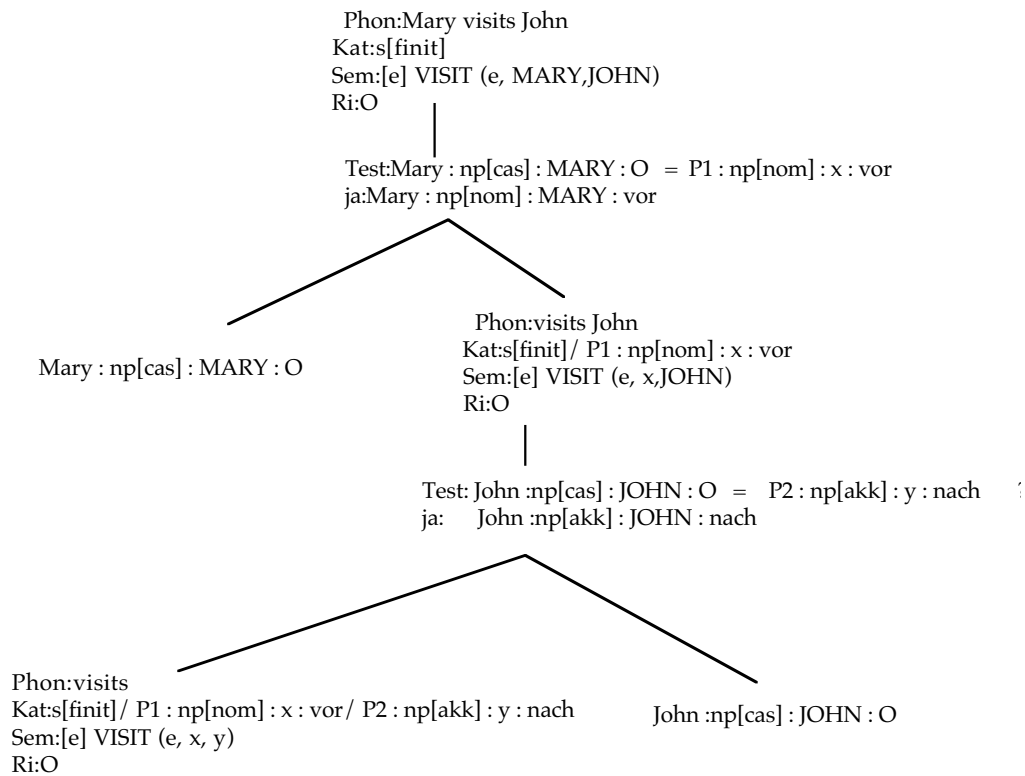 Phon:Mary visits John
Kat:s[finit]
Sem:[e] VISIT (e, MARY,JOHN)
Ri:O
Test:Mary : np[cas] : MARY : O = P1 : np[nom] : x : vor
ja:Mary : np[nom] : MARY : vor
Mary : np[cas] : MARY : O
Phon:visits John
Kat:s[finit]/ P1 : np[nom] : x : vor
Sem:[e] VISIT (e, x,JOHN)
Ri:O
Test: John :np[cas] : JOHN : O = P2 : np[akk] : y : nach ?
ja: John :np[akk] : JOHN : nach
Phon:visits
Kat:s[finit]/ P1 : np[nom] : x : vor/ P2 : np[akk] : y : nach
Sem:[e] VISIT (e, x, y)
Ri:O
John :np[cas] : JOHN : O